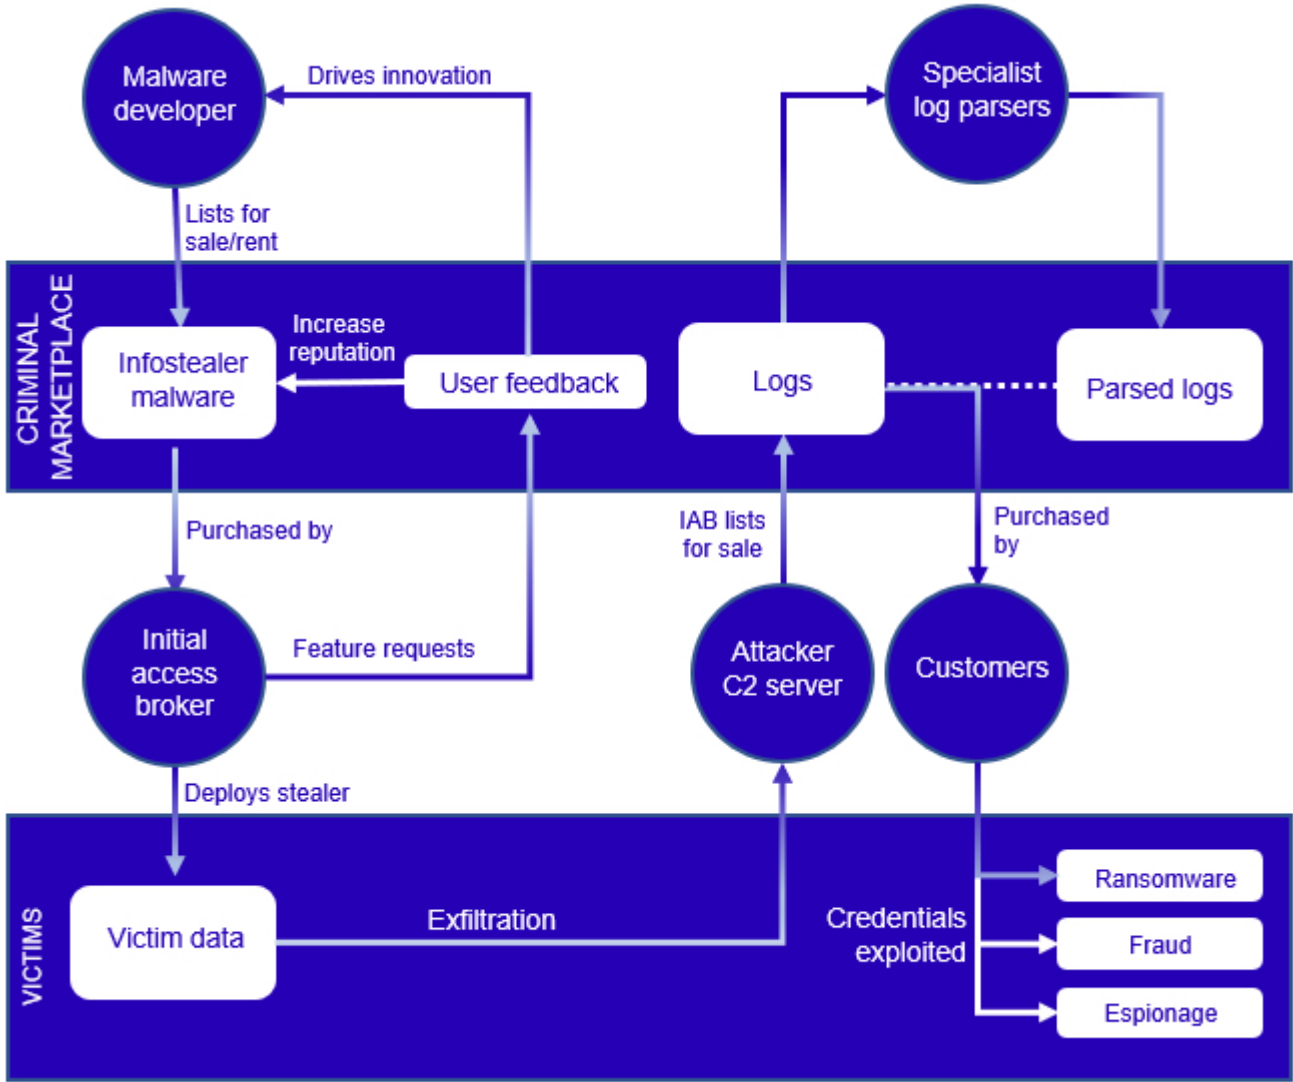 Malware
developer
Drives innovation
Specialist
log parsers
Lists for
sale/rent
CRIMINAL
MARKETPLACE
Infostealer
malware
Increase
reputation
User feedback
Logs
Parsed logs
Purchased by
IAB lists
for sale
Purchased
by
Initial
access
broker
Feature requests
Attacker
C2 server
Customers
Deploys stealer
VICTIMS
Victim data
Exfiltration
Credentials
exploited
Ransomware
Fraud
Espionage